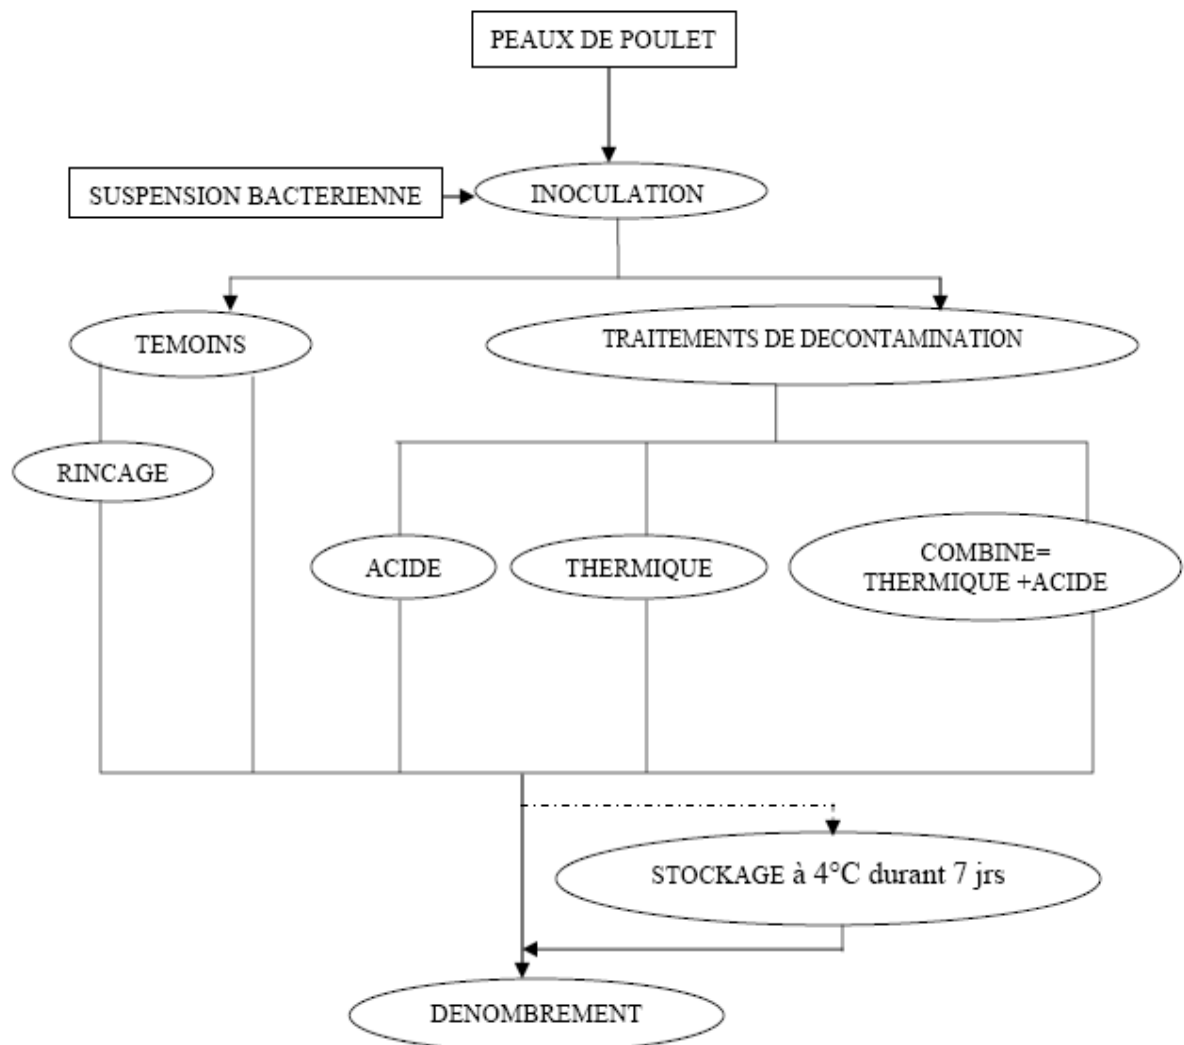 PEAUX DE POULET
SUSPENSION BACTERIENNE
INOCULATION
TEMOINS
TRAITEMENTS DE DECONTAMINATION
RINCAGE
ACIDE
THERMIQUE
COMBINE=
THERMIQUE +ACIDE
STOCKAGE à 4°C durant 7 jrs
DENOMBREMENT